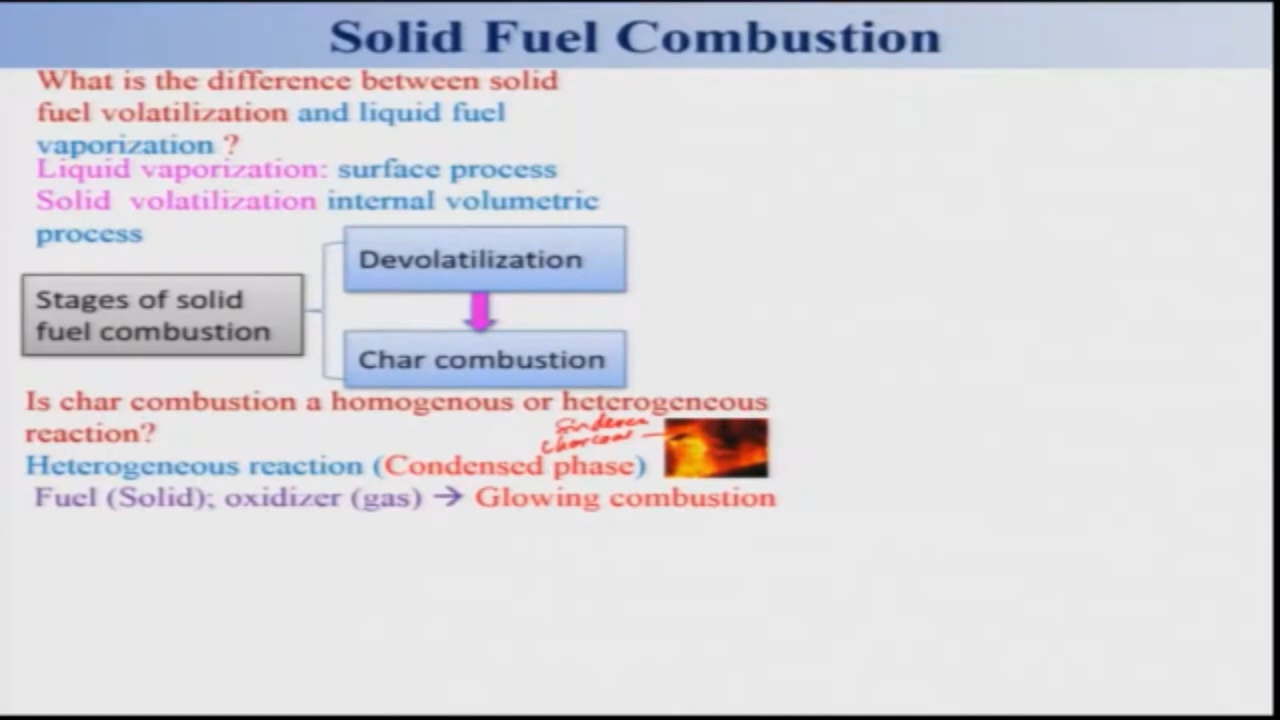 Solid Fuel Combustion
What is the difference between solid
fuel volatilization and liquid fuel
vaporization ?
Liquid vaporization: surface process
Solid volatilization internal volumetric
process
Devolatilization
Stages of solid
fuel combustion
Char combustion
Is char combustion a homogenous or heterogeneous
reaction?
Heterogeneous reaction (Condensed phase)
Fuel (Solid); oxidizer (gas) → Glowing combustion